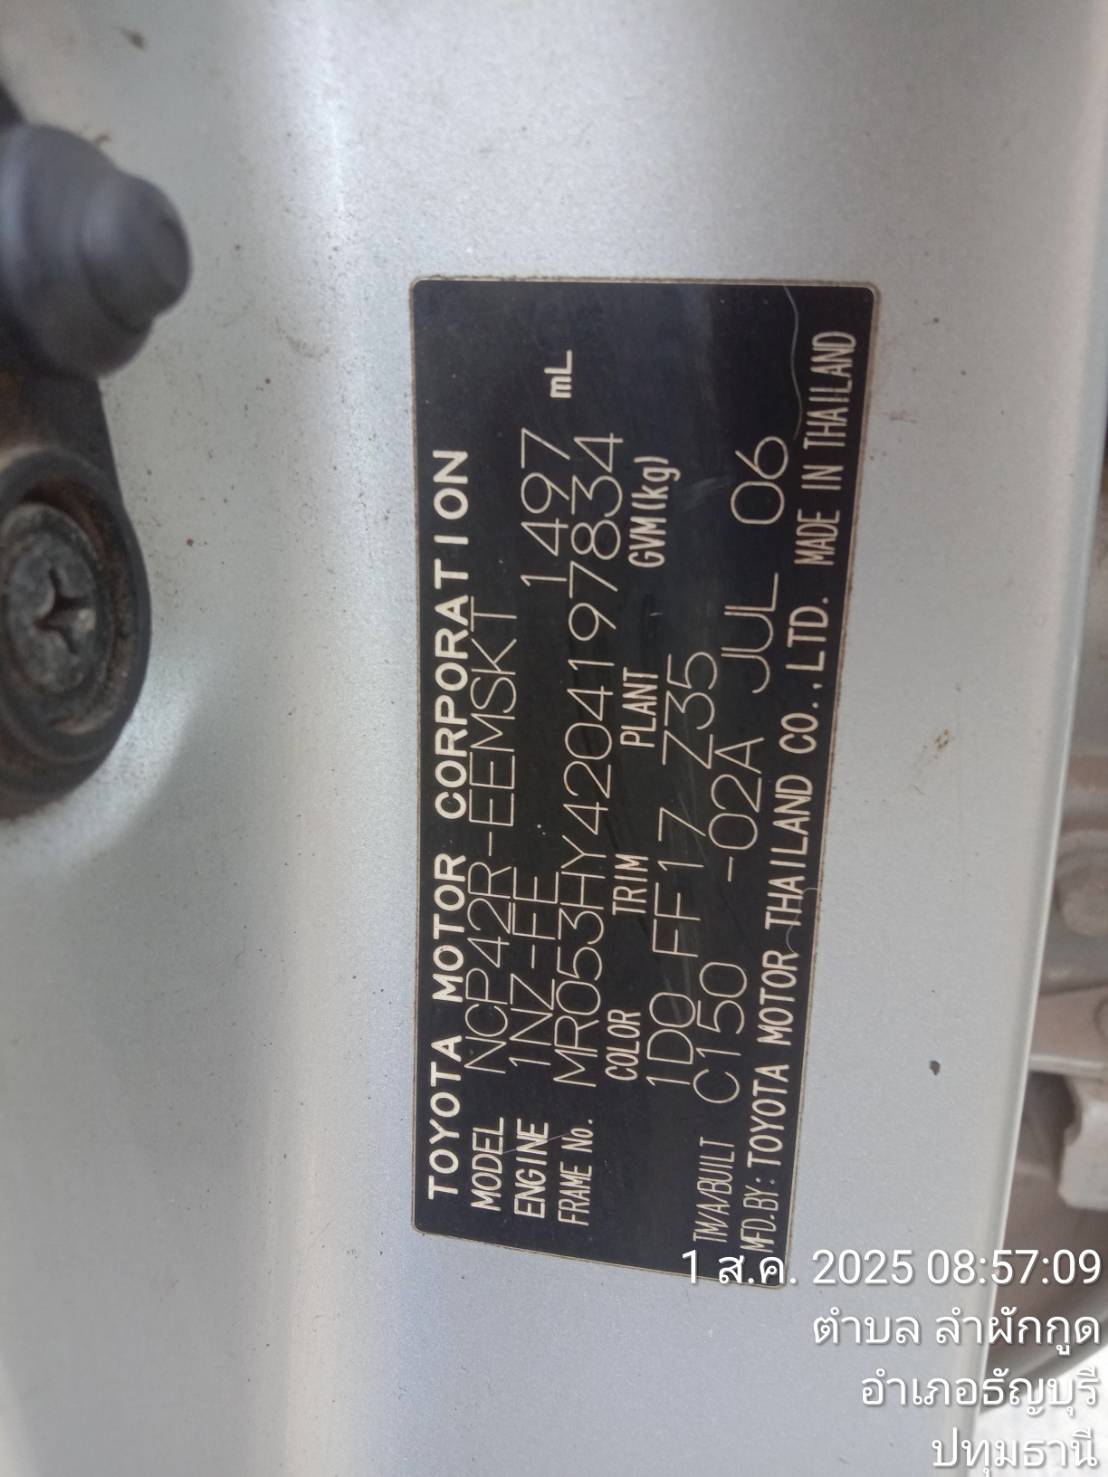 TOYOTA MOTOR CORPORATION
MODEL NCP42R-EEMSKT
ENGINE 1NZ-FE 1497 mL
FRAME No. MR053HY4204197834
COLOR TRIM PLANT GVM(kg)
1D0 FF17 Z35
TM/A/BUILT C150 -02A JUL 06
MFD.BY: TOYOTA MOTOR THAILAND CO.,LTD. MADE IN THAILAND
1 ส.ค. 2025 08:57:09
ตำบล ลำผักกูด
อำเภอธัญบุรี
ปทุมธานี